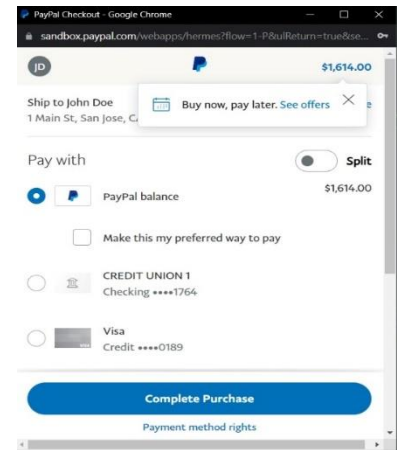 PayPal Checkout - Google Chrome
sandbox.paypal.com/webapps/hermes?flow=1-P&ulReturn=true&se...
JD
$1,614.00
Ship to John Doe
Buy now, pay later. See offers
1 Main St, San Jose,
Pay with
Split
PayPal balance
$1,614.00
Make this my preferred way to pay
CREDIT UNION 1
Checking ••••1764
Visa
Credit ••••0189
Complete Purchase
Payment method rights